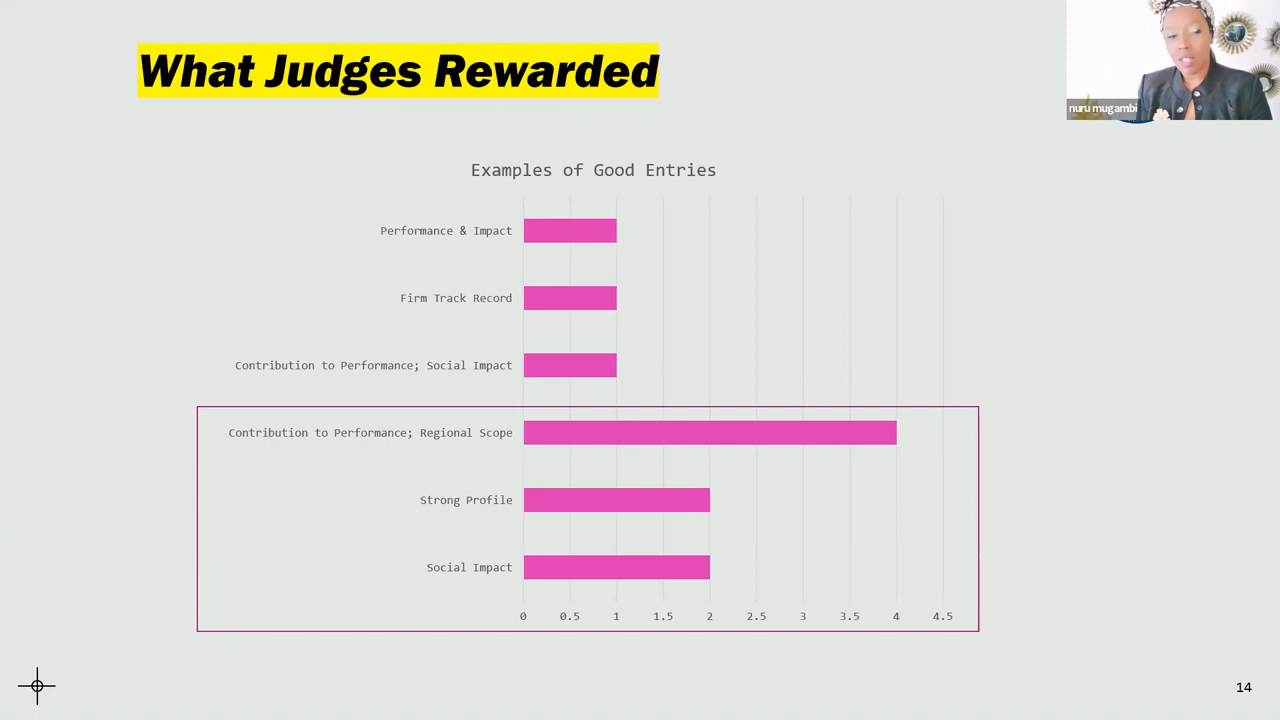 What Judges Rewarded
nuru mugambi
Examples of Good Entries
Performance & Impact
Firm Track Record
Contribution to Performance; Social Impact
Contribution to Performance; Regional Scope
Strong Profile
Social Impact
0 0.5 1 1.5 2 2.5 3 3.5 4 4.5
14